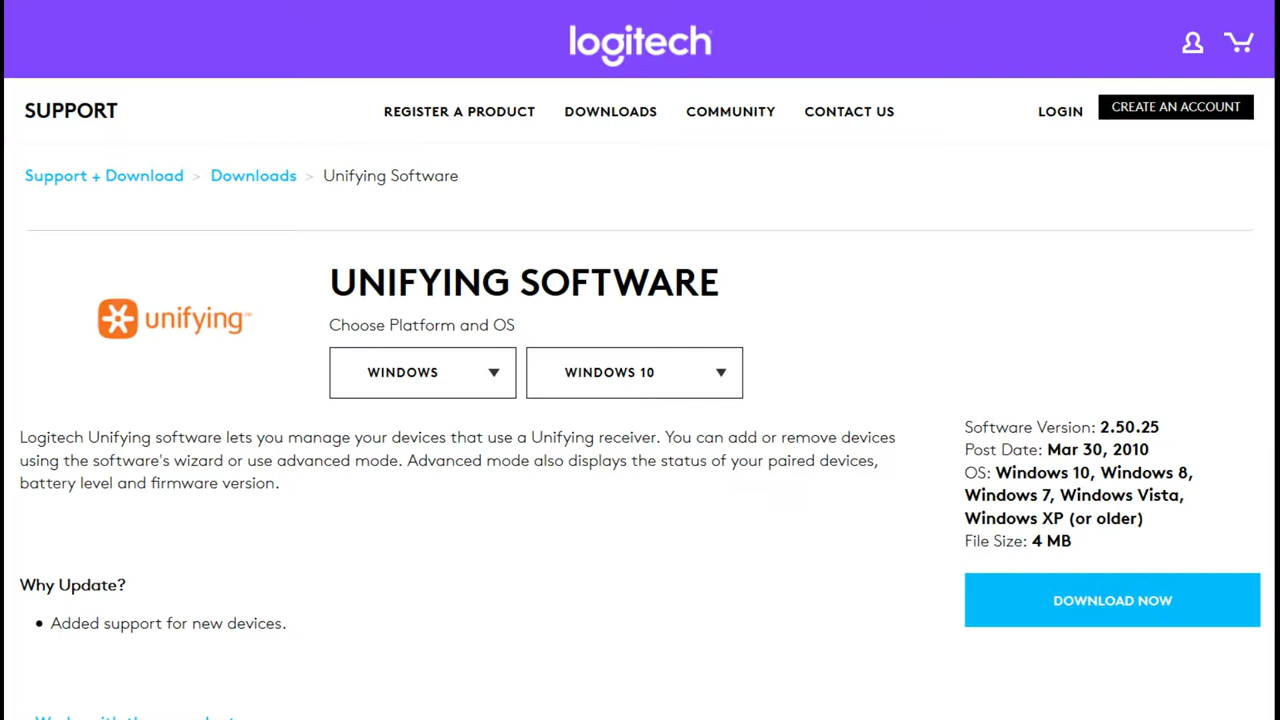 logitech
SUPPORT
REGISTER A PRODUCT
DOWNLOADS
COMMUNITY
CONTACT US
LOGIN
CREATE AN ACCOUNT
Support + Download > Downloads > Unifying Software
unifying™
UNIFYING SOFTWARE
Choose Platform and OS
WINDOWS
WINDOWS 10
Logitech Unifying software lets you manage your devices that use a Unifying receiver. You can add or remove devices
using the software's wizard or use advanced mode. Advanced mode also displays the status of your paired devices,
battery level and firmware version.
Software Version: 2.50.25
Post Date: Mar 30, 2010
OS: Windows 10, Windows 8,
Windows 7, Windows Vista,
Windows XP (or older)
File Size: 4 MB
DOWNLOAD NOW
Why Update?
• Added support for new devices.